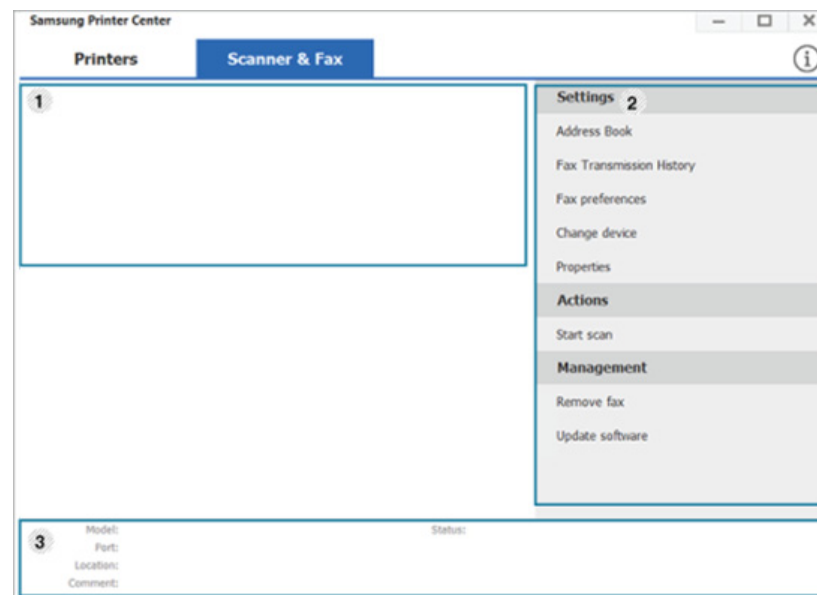 Samsung Printer Center
Printers
Scanner & Fax
i
1
Settings 2
Address Book
Fax Transmission History
Fax preferences
Change device
Properties
Actions
Start scan
Management
Remove fax
Update software
3
Model:
Status:
Port:
Location:
Comment: